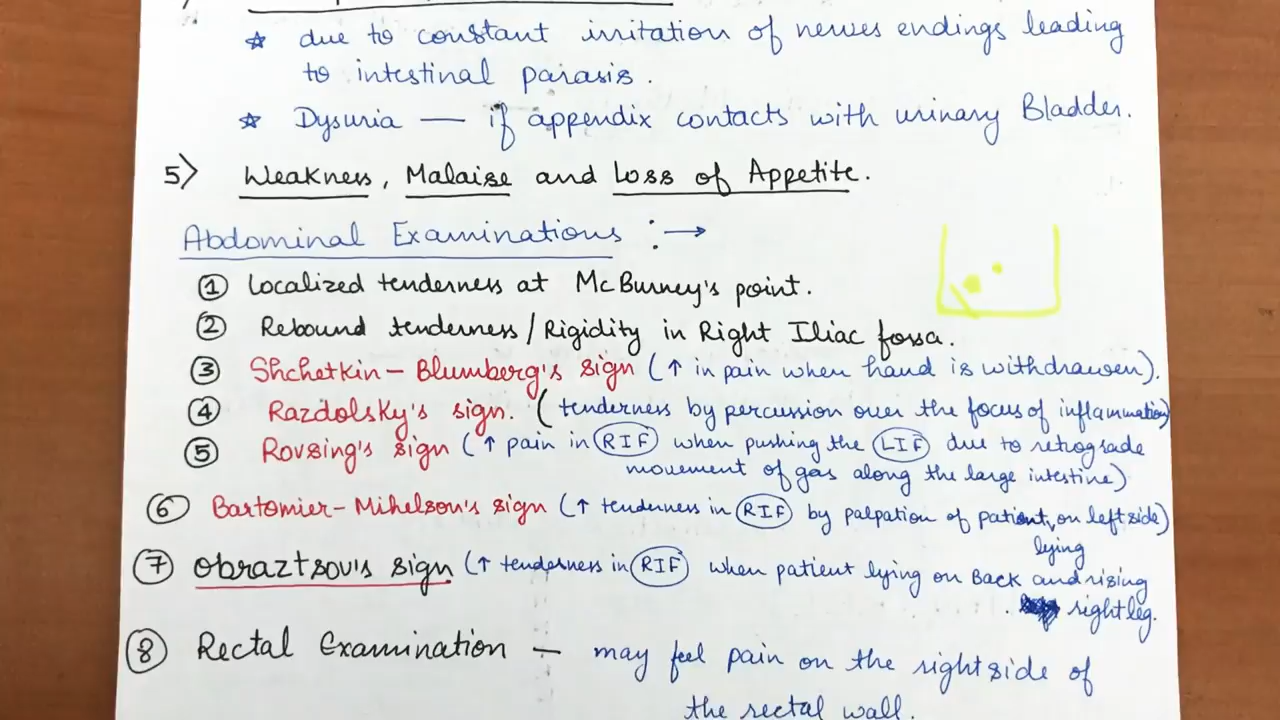 ☆ due to constant irritation of nerves endings leading
to intestinal parasis.
☆ Dysuria — if appendix contacts with urinary Bladder.
5> Weakness, Malaise and Loss of Appetite.
Abdominal Examinations :→
① Localized tenderness at McBurney's point.
② Rebound tenderness/Rigidity in Right Iliac fossa.
③ Shchetkin-Blumberg's sign (↑ in pain when hand is withdrawen).
④ Razdolsky's sign. (tenderness by percussion over the focus of inflammation)
⑤ Rovsing's sign (↑ pain in RIF when pushing the LIF due to retrograde
movement of gas along the large intestine)
⑥ Bartomier-Mihelson's sign (↑ tenderness in RIF by palpation of patient, on left side)
lying
⑦ Obraztsov's sign (↑ tenderness in RIF when patient lying on Back and rising
right leg.
⑧ Rectal Examination — may feel pain on the right side of
the rectal wall.